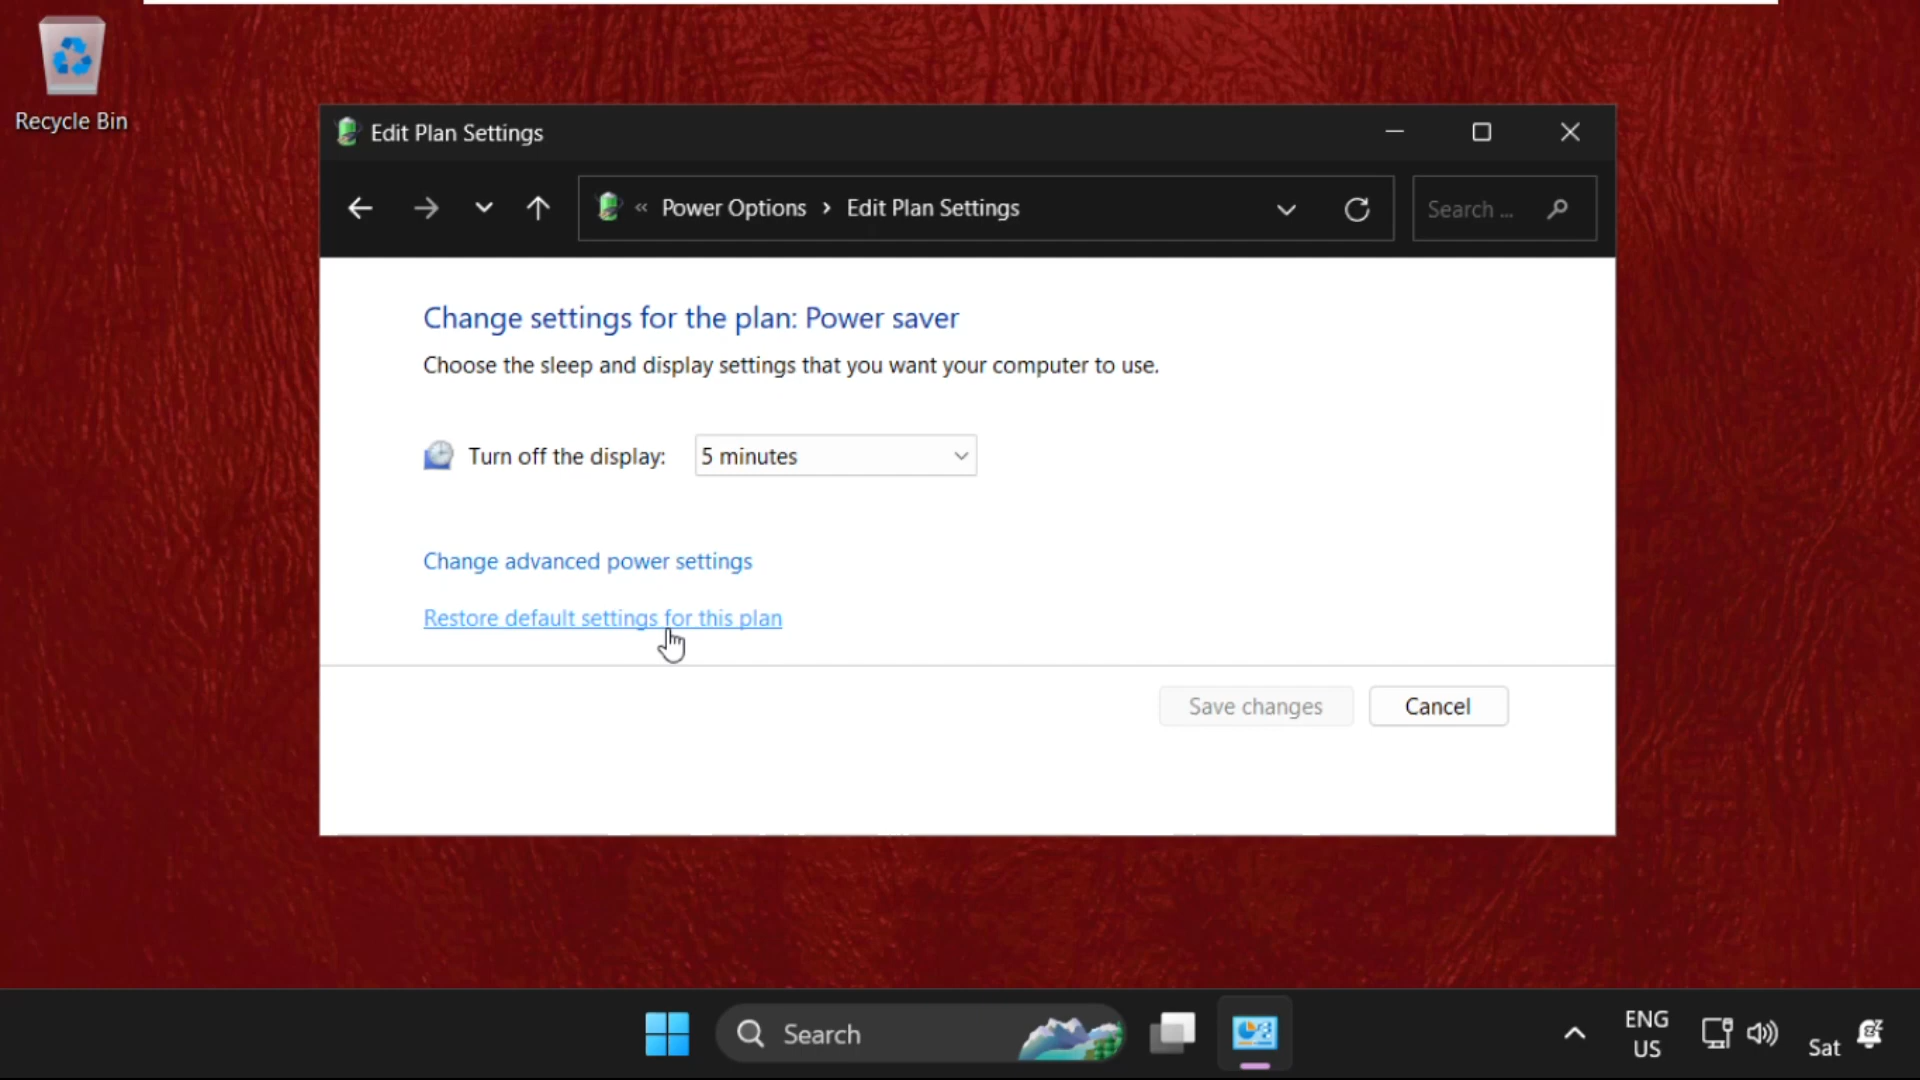 Recycle Bin
Edit Plan Settings
« Power Options › Edit Plan Settings
Search ...
Change settings for the plan: Power saver
Choose the sleep and display settings that you want your computer to use.
Turn off the display: 5 minutes
Change advanced power settings
Restore default settings for this plan
Save changes Cancel
Search
ENG
US
Sat